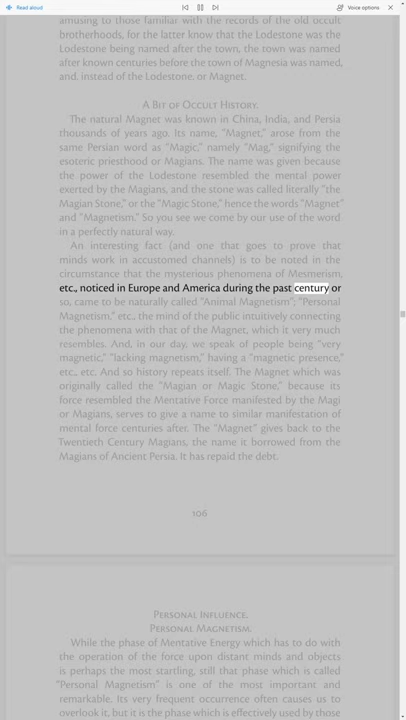 Read aloud
Voice options
amusing to those familiar with the records of the old occult
brotherhoods, for the latter know that the Lodestone was the
Lodestone being named after the town, the town was named
after known centuries before the town of Magnesia was named,
and, instead of the Lodestone, or Magnet.
A Bit of Occult History.
The natural Magnet was known in China, India, and Persia
thousands of years ago. Its name, "Magnet," arose from the
same Persian word as "Magic," namely "Mag," signifying the
esoteric priesthood or Magians. The name was given because
the power of the Lodestone resembled the mental power
exerted by the Magians, and the stone was called literally "the
Magian Stone," or the "Magic Stone," hence the words "Magnet"
and "Magnetism." So you see we come by our use of the word
in a perfectly natural way.
An interesting fact (and one that goes to prove that
minds work in accustomed channels) is to be noted in the
circumstance that the mysterious phenomena of Mesmerism,
etc., noticed in Europe and America during the past century or
so, came to be naturally called "Animal Magnetism"; "Personal
Magnetism," etc., the mind of the public intuitively connecting
the phenomena with that of the Magnet, which it very much
resembles. And, in our day, we speak of people being "very
magnetic," "lacking magnetism," having a "magnetic presence,"
etc., etc. And so history repeats itself. The Magnet which was
originally called the "Magian or Magic Stone," because its
force resembled the Mentative Force manifested by the Magi
or Magians, serves to give a name to similar manifestation of
mental force centuries after. The "Magnet" gives back to the
Twentieth Century Magians, the name it borrowed from the
Magians of Ancient Persia. It has repaid the debt.
106
Personal Influence.
Personal Magnetism.
While the phase of Mentative Energy which has to do with
the operation of the force upon distant minds and objects
is perhaps the most startling, still that phase which is called
"Personal Magnetism" is one of the most important and
remarkable. Its very frequent occurrence often causes us to
overlook it, but it is the phase which is effectively used by those